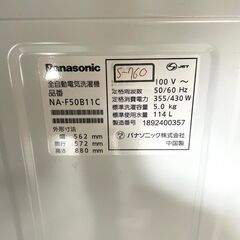 Panasonic
全自動電気洗濯機
品番
NA-F50B11C
外形寸法
幅 562 mm
奥行 572 mm
高さ 880 mm
S-760
JET
100 V～
定格周波数 50/60 Hz
定格消費電力 355/430 W
標準洗濯容量 5.0 kg
標準使用水量 114 L
製造番号 1892400357
パナソニック株式会社
中国製